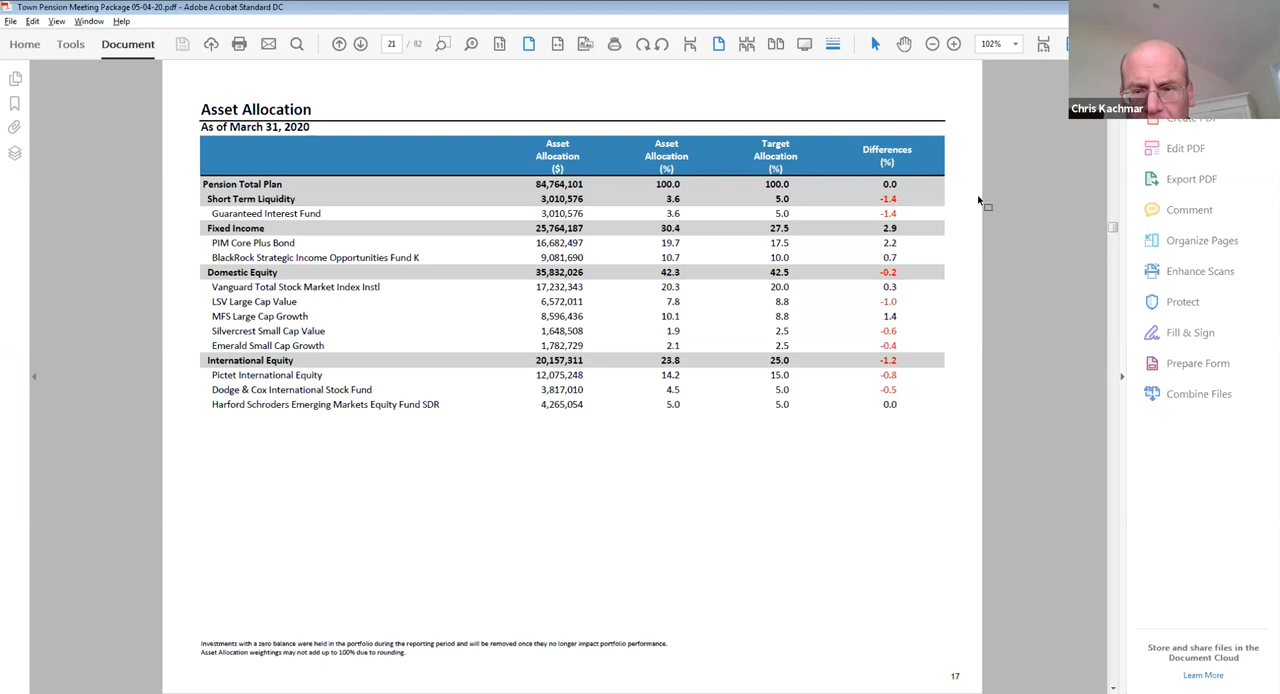 Town Pension Meeting Package 05-04-20.pdf - Adobe Acrobat Standard DC
File Edit View Window Help
Home Tools Document 21 / 82 102%
Chris Kachmar
Asset Allocation
As of March 31, 2020
Asset Allocation ($) Asset Allocation (%) Target Allocation (%) Differences (%)
Pension Total Plan 84,764,101 100.0 100.0 0.0
Short Term Liquidity 3,010,576 3.6 5.0 -1.4
Guaranteed Interest Fund 3,010,576 3.6 5.0 -1.4
Fixed Income 25,764,187 30.4 27.5 2.9
PIM Core Plus Bond 16,682,497 19.7 17.5 2.2
BlackRock Strategic Income Opportunities Fund K 9,081,690 10.7 10.0 0.7
Domestic Equity 35,832,026 42.3 42.5 -0.2
Vanguard Total Stock Market Index Instl 17,232,343 20.3 20.0 0.3
LSV Large Cap Value 6,572,011 7.8 8.8 -1.0
MFS Large Cap Growth 8,596,436 10.1 8.8 1.4
Silvercrest Small Cap Value 1,648,508 1.9 2.5 -0.6
Emerald Small Cap Growth 1,782,729 2.1 2.5 -0.4
International Equity 20,157,311 23.8 25.0 -1.2
Pictet International Equity 12,075,248 14.2 15.0 -0.8
Dodge & Cox International Stock Fund 3,817,010 4.5 5.0 -0.5
Harford Schroders Emerging Markets Equity Fund SDR 4,265,054 5.0 5.0 0.0
Investments with a zero balance were held in the portfolio during the reporting period and will be removed once they no longer impact portfolio performance.
Asset Allocation weightings may not add up to 100% due to rounding.
17
Create PDF
Edit PDF
Export PDF
Comment
Organize Pages
Enhance Scans
Protect
Fill & Sign
Prepare Form
Combine Files
Store and share files in the
Document Cloud
Learn More